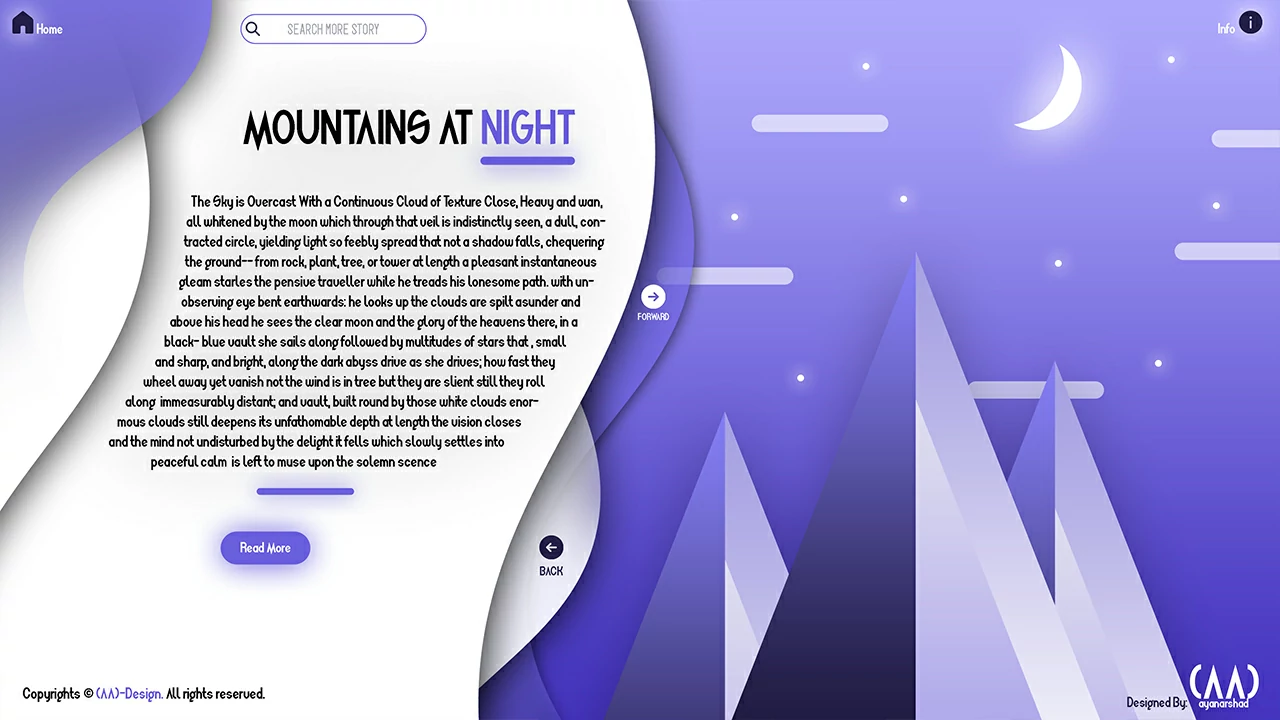 Home
SEARCH MORE STORY
Info
MOUNTAINS AT NIGHT
The Sky is Overcast With a Continuous Cloud of Texture Close, Heavy and wan,
all whitened by the moon which through that veil is indistinctly seen, a dull, con-
tracted circle, yielding light so feebly spread that not a shadow falls, chequering
the ground-- from rock, plant, tree, or tower at length a pleasant instantaneous
gleam starles the pensive traveller while he treads his lonesome path. with un-
observing eye bent earthwards: he looks up the clouds are spilt asunder and
above his head he sees the clear moon and the glory of the heavens there, in a
black- blue vault she sails along followed by multitudes of stars that , small
and sharp, and bright, along the dark abyss drive as she drives; how fast they
wheel away yet vanish not the wind is in tree but they are slient still they roll
along immeasurably distant; and vault, built round by those white clouds enor-
mous clouds still deepens its unfathomable depth at length the vision closes
and the mind not undisturbed by the delight it fells which slowly settles into
peaceful calm is left to muse upon the solemn scence
FORWARD
Read More
BACK
Copyrights © (AA)-Design. All rights reserved.
Designed By: (AA)
ayanarshad